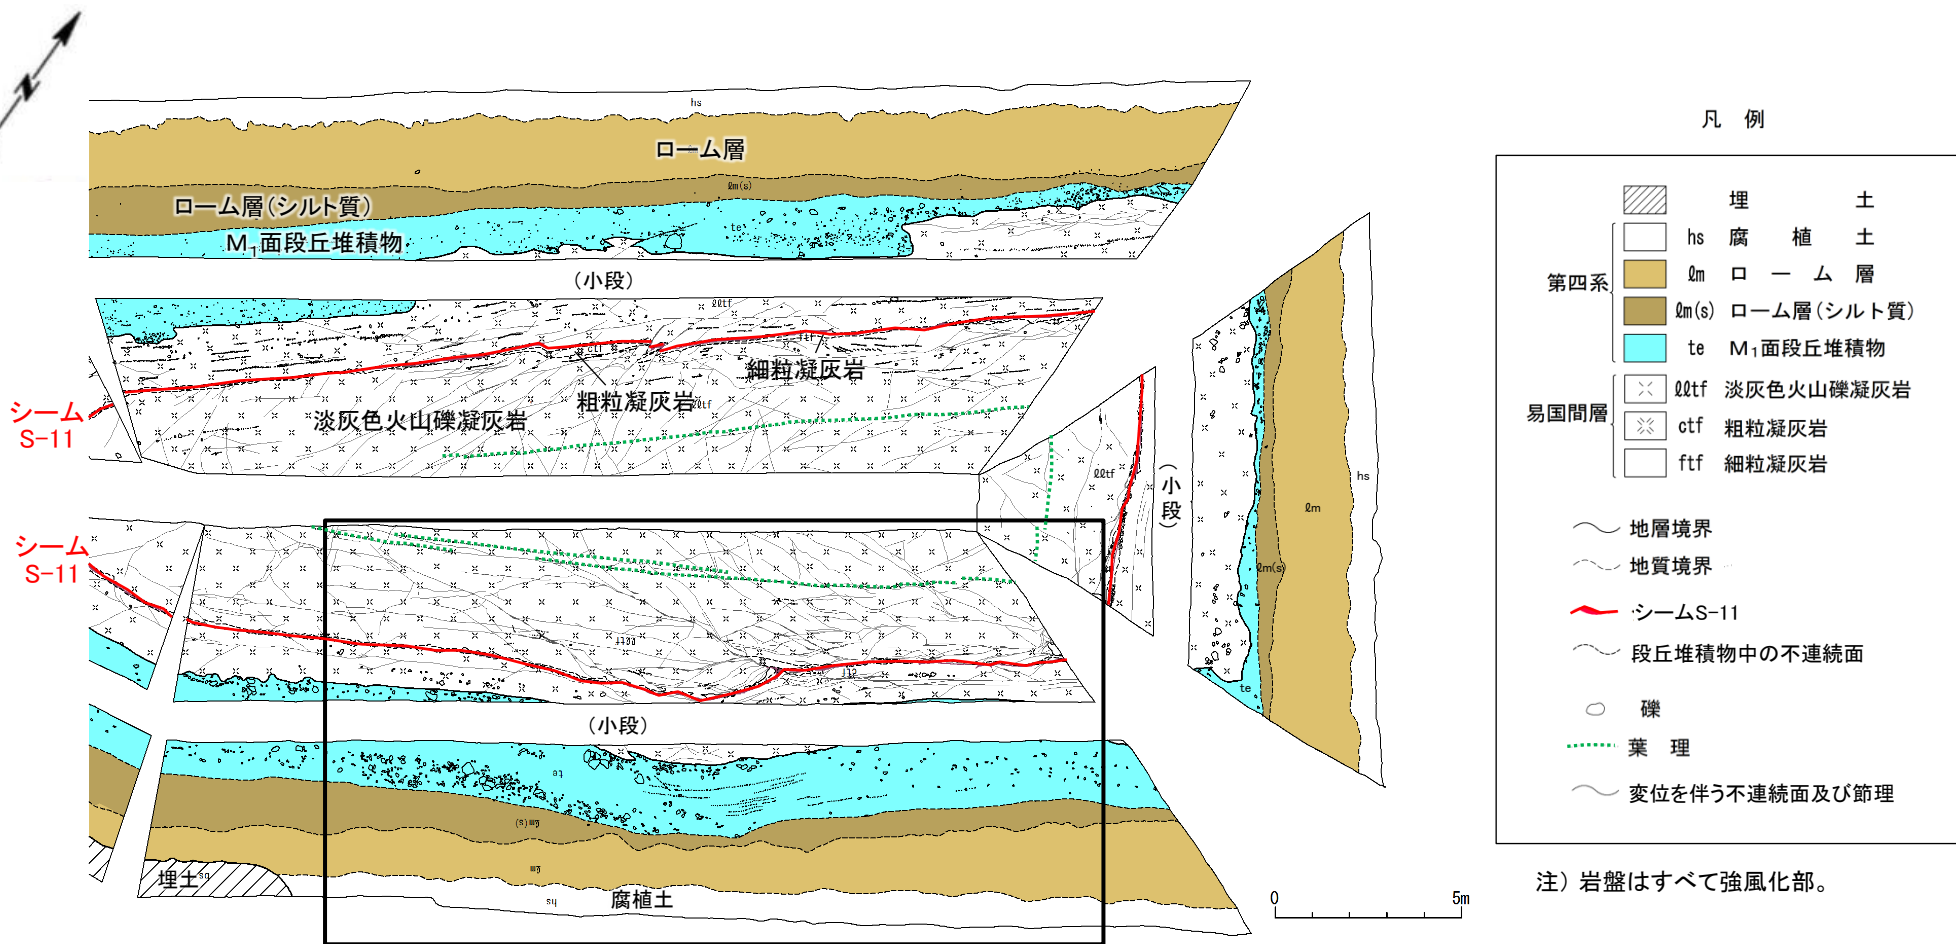 N
hs
ローム層
ℓm(s)
ローム層(シルト質)
M₁面段丘堆積物
te
(小段)
ℓℓtf
ctf
ftf
細粒凝灰岩
粗粒凝灰岩
ℓℓtf
淡灰色火山礫凝灰岩
シーム
S-11
ℓℓtf
(小段)
ℓm
hs
ℓm(s)
te
シーム
S-11
ℓℓtf
ftf
(小段)
te
ℓm(s)
ℓm
埋土
hs
腐植土
0 5m
凡 例
埋 土
第四系
hs 腐 植 土
ℓm ロ ー ム 層
ℓm(s) ローム層(シルト質)
te M₁面段丘堆積物
易国間層
ℓℓtf 淡灰色火山礫凝灰岩
ctf 粗粒凝灰岩
ftf 細粒凝灰岩
地層境界
地質境界
シームS-11
段丘堆積物中の不連続面
礫
葉 理
変位を伴う不連続面及び節理
注) 岩盤はすべて強風化部。